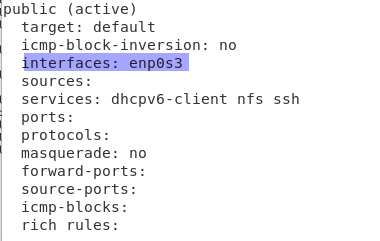 public (active)
target: default
icmp-block-inversion: no
interfaces: enp0s3
sources:
services: dhcpv6-client nfs ssh
ports:
protocols:
masquerade: no
forward-ports:
source-ports:
icmp-blocks:
rich rules: